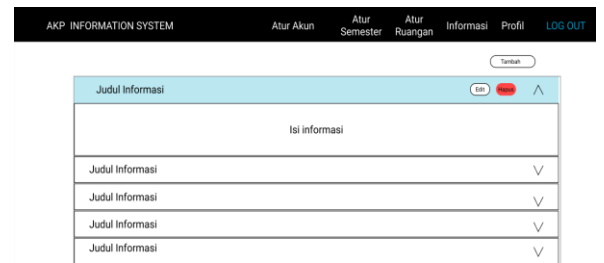 AKP INFORMATION SYSTEM
Atur Akun
Atur Semester
Atur Ruangan
Informasi
Profil
LOG OUT
Tambah
Judul Informasi
Edit
Hapus
Isi informasi
Judul Informasi
Judul Informasi
Judul Informasi
Judul Informasi